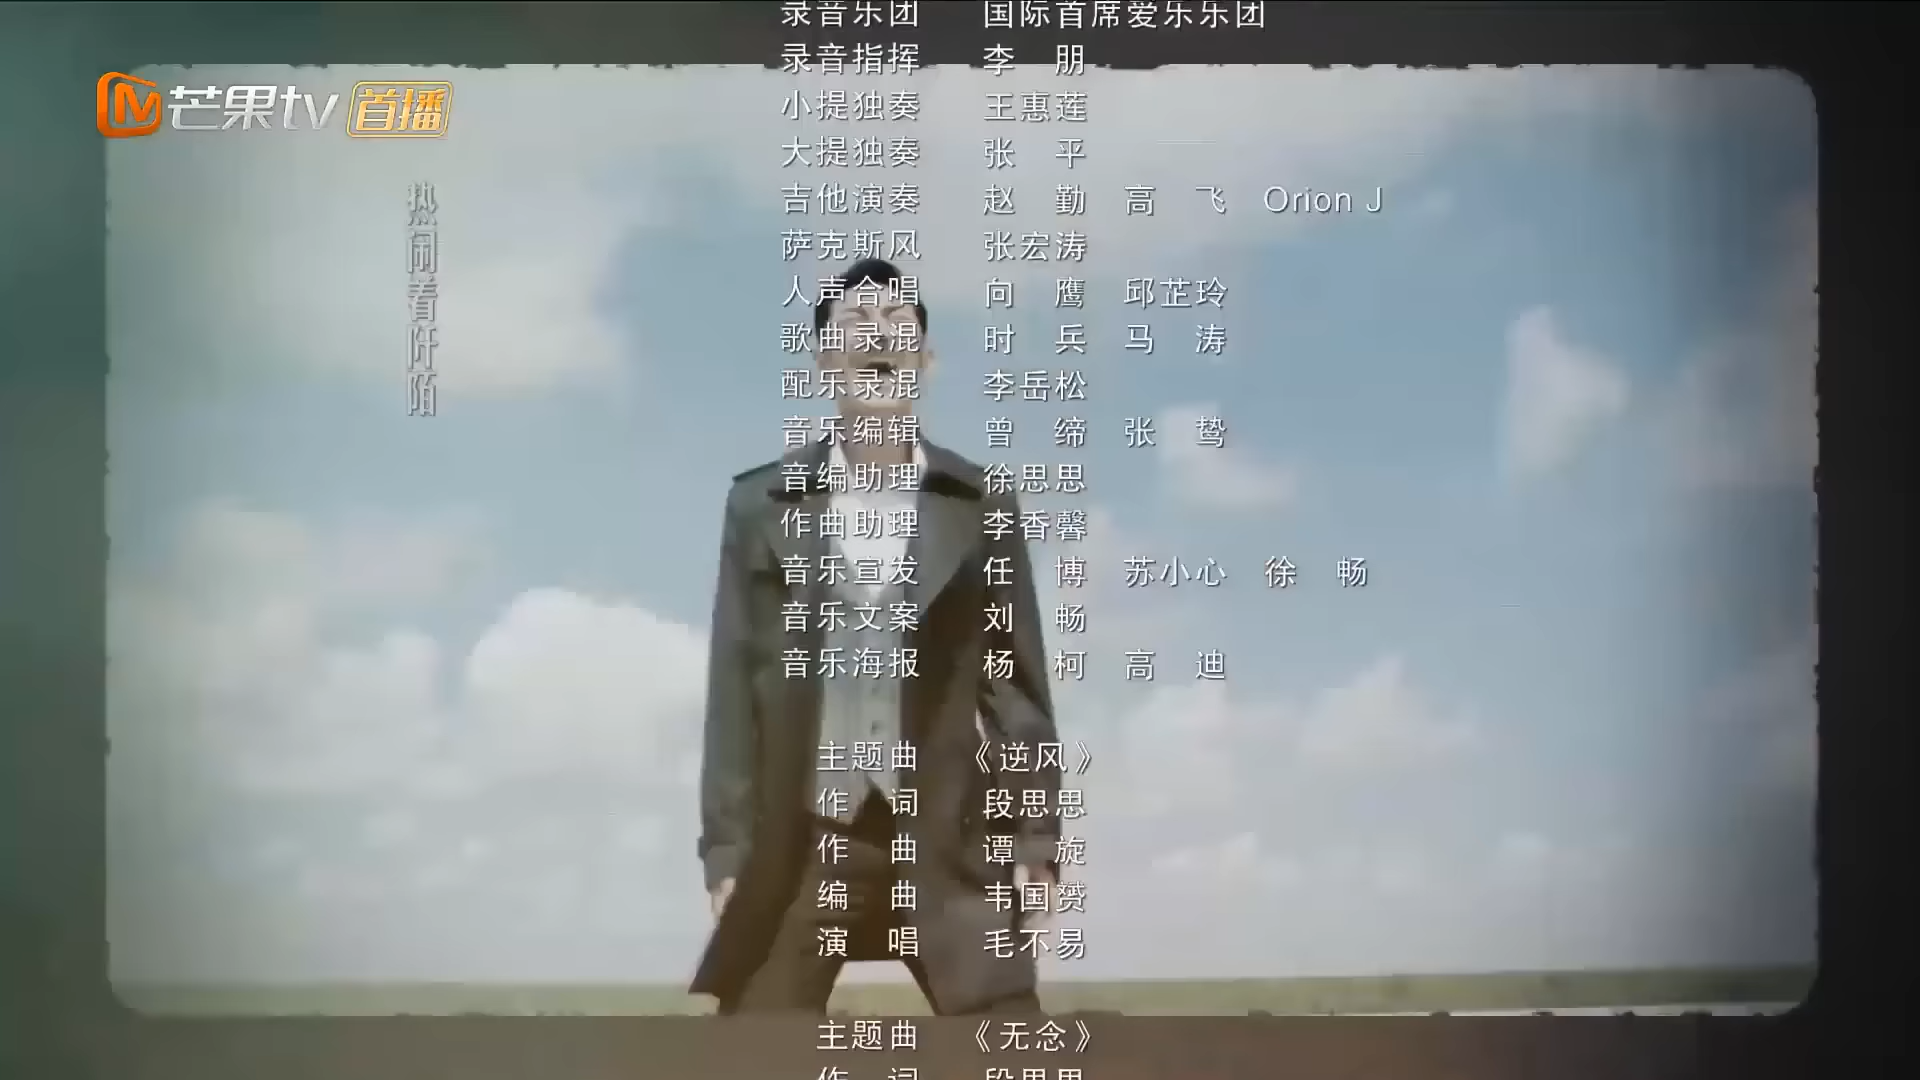 录音乐团 国际首席爱乐乐团
录音指挥 李 朋
芒果tv 首播
小提独奏 王惠莲
大提独奏 张 平
吉他演奏 赵 勤 高 飞 Orion J
萨克斯风 张宏涛
人声合唱 向 鹰 邱芷玲
歌曲录混 时 兵 马 涛
配乐录混 李岳松
音乐编辑 曾 缔 张 鸷
音编助理 徐思思
作曲助理 李香馨
音乐宣发 任 博 苏小心 徐 畅
音乐文案 刘 畅
音乐海报 杨 柯 高 迪
热闹着阡陌
主题曲 《逆风》
作 词 段思思
作 曲 谭 旋
编 曲 韦国赟
演 唱 毛不易
主题曲 《无念》
作 词 段思思